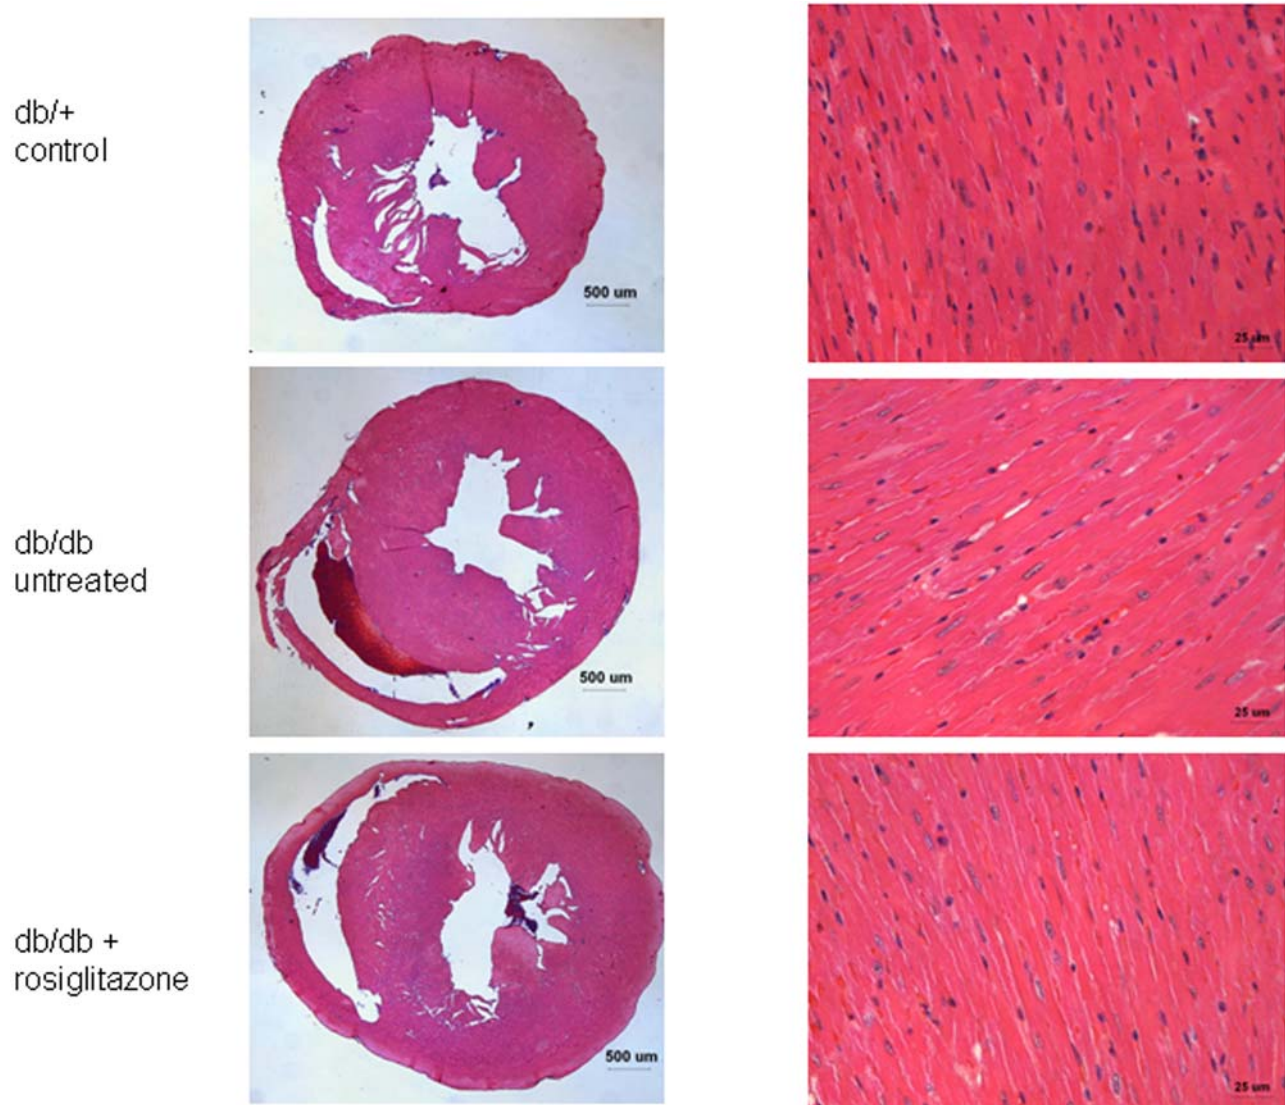 db/+
control
500 um
25 um
db/db
untreated
500 um
25 um
db/db +
rosiglitazone
500 um
25 um